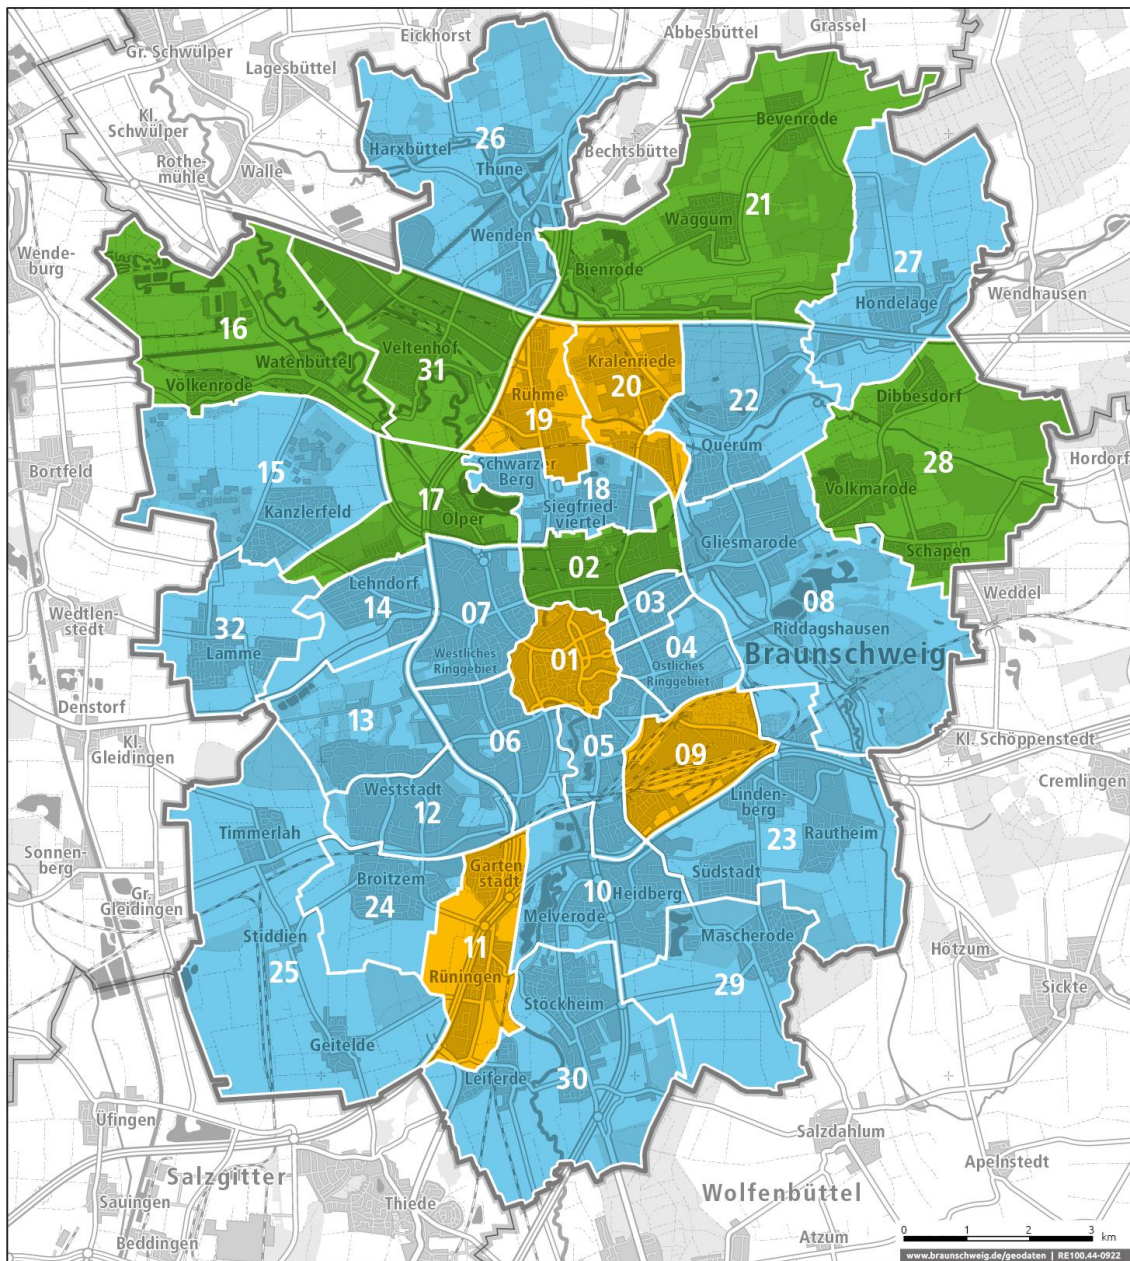 Eickhorst
Gr. Schwülper
Lagesbüttel
Abbesbüttel
Grassel
Kl.
Schwülper
Rothe-
mühle
Walle
Harxbüttel
26
Thune
Wenden
Bechtsbüttel
Bevenrode
21
Waggum
Bienrode
Wende-
burg
27
Hondelage
Wendhausen
16
Watenbüttel
Völkenrode
Veltenhof
31
Rühme
19
Kralenriede
20
22
Querum
Dibbesdorf
28
Volkmarode
Schapen
Hordorf
Bortfeld
15
Kanzlerfeld
17
Ölper
Schwarzer
Berg
18
Siegfried-
viertel
Gliesmarode
02
Wedtlen-
stedt
Lehndorf
14
07
Westliches
Ringgebiet
03
04
Östliches
Ringgebiet
08
Riddagshausen
Braunschweig
Weddel
32
Lamme
01
Denstorf
Kl.
Gleidingen
13
06
05
09
Kl. Schöppenstedt
Cremlingen
Weststadt
12
Timmerlah
Linden-
berg
23
Rautheim
Sonnen-
berg
Gr.
Gleidingen
Broitzem
24
Garten-
stadt
10
Heidberg
Südstadt
Melverode
Stiddien
25
11
Rüningen
Mascherode
29
Hötzum
Sickte
Stöckheim
Geitelde
Leiferde
30
Üfingen
Salzdahlum
Apelnstedt
Salzgitter
Sauingen
Beddingen
Thiede
Wolfenbüttel
Atzum
0 1 2 3
km
www.braunschweig.de/geodaten | RE100.44-0922